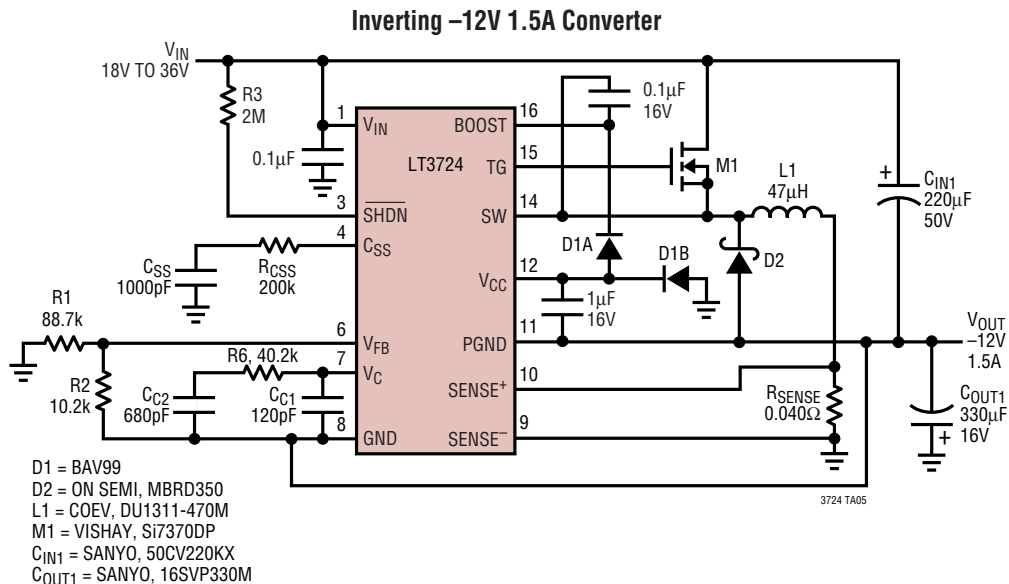 Inverting –12V 1.5A Converter
VIN
18V TO 36V
R3
2M
0.1µF
1
VIN
LT3724
BOOST
16
0.1µF
16V
TG
15
M1
L1
47µH
CIN1
220µF
50V
+
3
SHDN
SW
14
4
CSS
CSS
1000pF
RCSS
200k
D1A
D1B
D2
VCC
12
1µF
16V
R1
88.7k
6
VFB
PGND
11
VOUT
–12V
1.5A
R2
10.2k
R6, 40.2k
7
VC
SENSE+
10
CC2
680pF
CC1
120pF
RSENSE
0.040Ω
COUT1
330µF
16V
+
8
GND
SENSE–
9
D1 = BAV99
D2 = ON SEMI, MBRD350
L1 = COEV, DU1311-470M
M1 = VISHAY, Si7370DP
CIN1 = SANYO, 50CV220KX
COUT1 = SANYO, 16SVP330M
3724 TA05